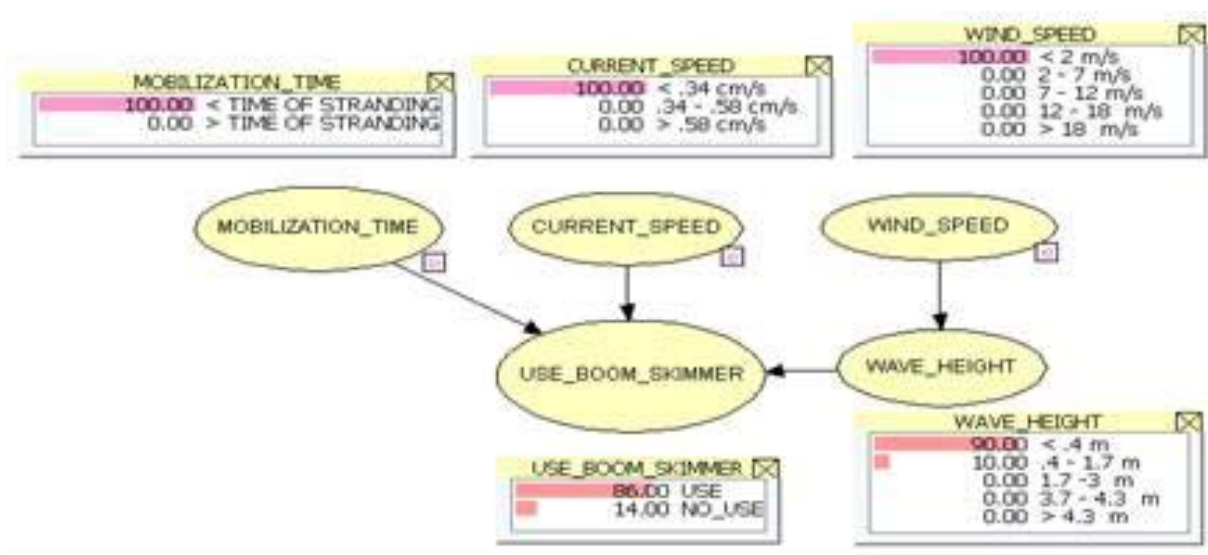 WIND_SPEED
100.00 < 2 m/s
0.00 2 - 7 m/s
0.00 7 - 12 m/s
0.00 12 - 18 m/s
0.00 > 18 m/s
CURRENT_SPEED
100.00 < .34 cm/s
0.00 .34 - .58 cm/s
0.00 > .58 cm/s
MOBILIZATION_TIME
100.00 < TIME OF STRANDING
0.00 > TIME OF STRANDING
MOBILIZATION_TIME
CURRENT_SPEED
WIND_SPEED
USE_BOOM_SKIMMER
WAVE_HEIGHT
WAVE_HEIGHT
90.00 < .4 m
10.00 .4 - 1.7 m
0.00 1.7 -3 m
0.00 3.7 - 4.3 m
0.00 > 4.3 m
USE_BOOM_SKIMMER
86.00 USE
14.00 NO_USE